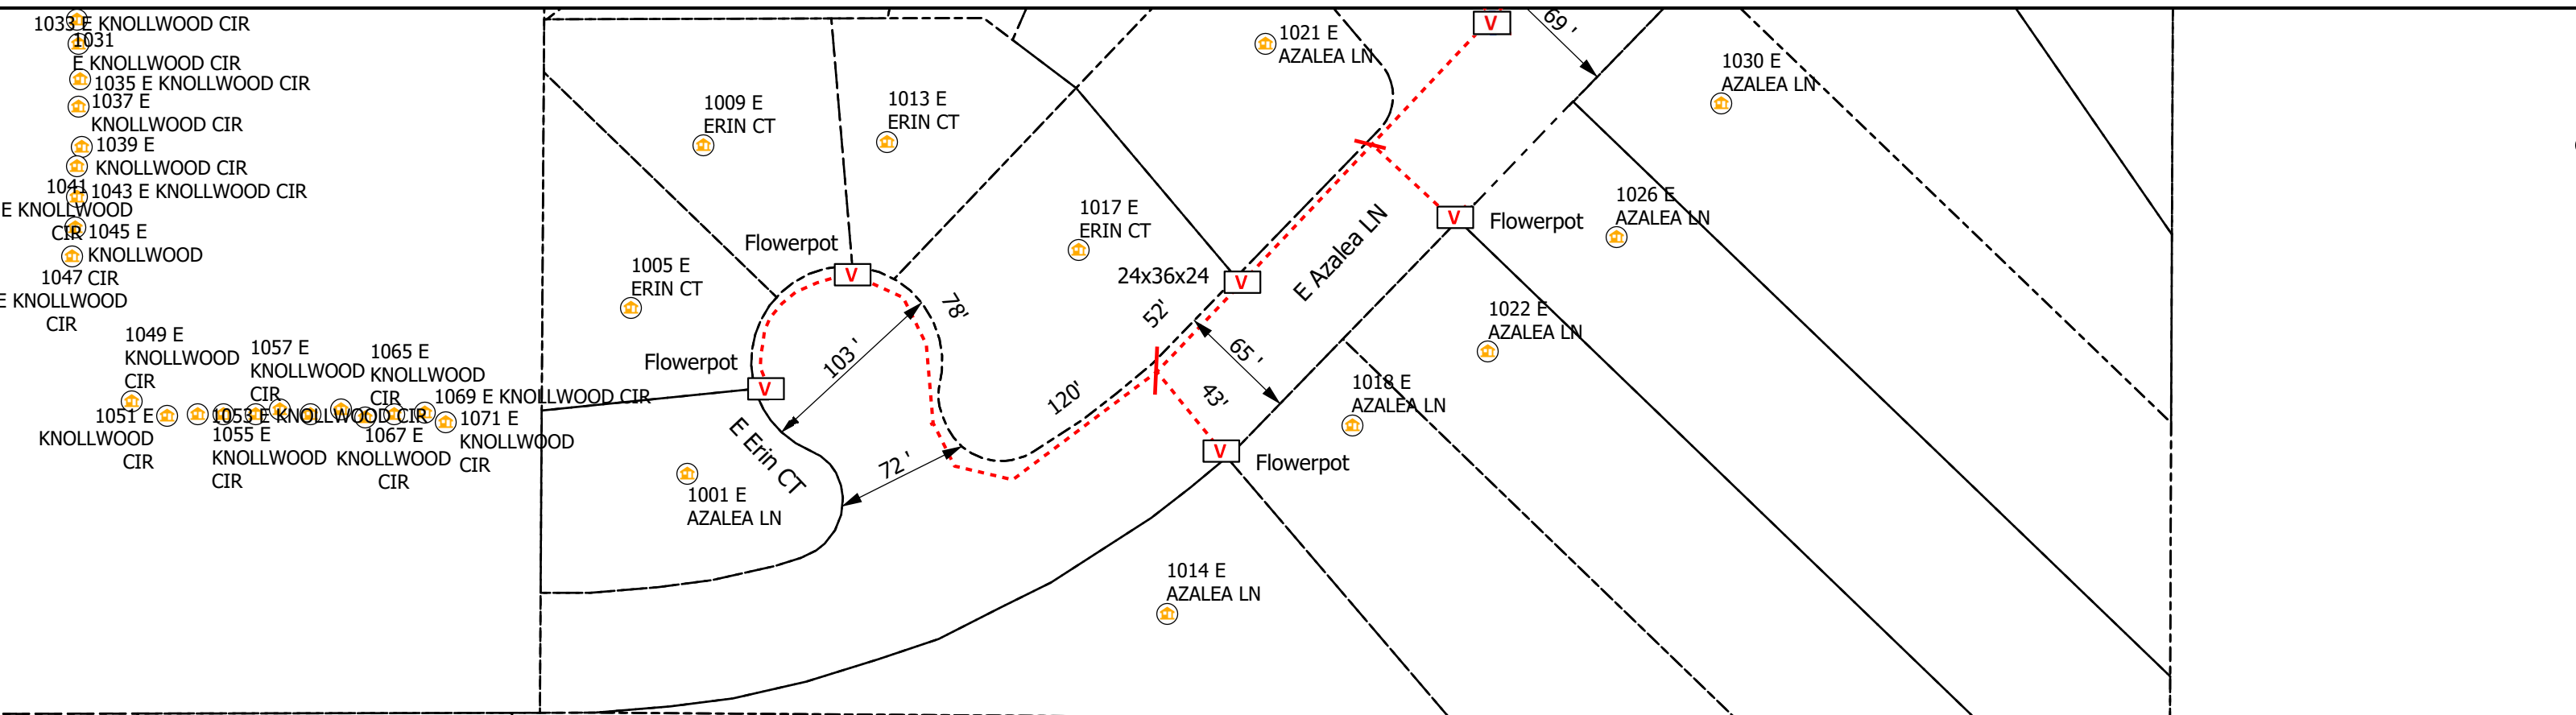 1033 E KNOLLWOOD CIR
1031
E KNOLLWOOD CIR
1035 E KNOLLWOOD CIR
1037 E
KNOLLWOOD CIR
1039 E
KNOLLWOOD CIR
1041
E KNOLLWOOD
CIR
1043 E KNOLLWOOD CIR
1045 E
KNOLLWOOD
CIR
1047
E KNOLLWOOD
CIR
1049 E
KNOLLWOOD
CIR
1051 E
KNOLLWOOD
CIR
1053 E KNOLLWOOD CIR
1055 E
KNOLLWOOD
CIR
1057 E
KNOLLWOOD
CIR
1065 E
KNOLLWOOD
CIR
1067 E
KNOLLWOOD
CIR
1069 E KNOLLWOOD CIR
1071 E
KNOLLWOOD
CIR
1009 E
ERIN CT
1013 E
ERIN CT
1005 E
ERIN CT
1017 E
ERIN CT
1001 E
AZALEA LN
Flowerpot
V
Flowerpot
V
78'
103 '
72 '
E Erin CT
120'
52'
24x36x24
V
65 '
43'
V
Flowerpot
E Azalea LN
V
Flowerpot
V
69 '
1021 E
AZALEA LN
1030 E
AZALEA LN
1026 E
AZALEA LN
1022 E
AZALEA LN
1018 E
AZALEA LN
1014 E
AZALEA LN